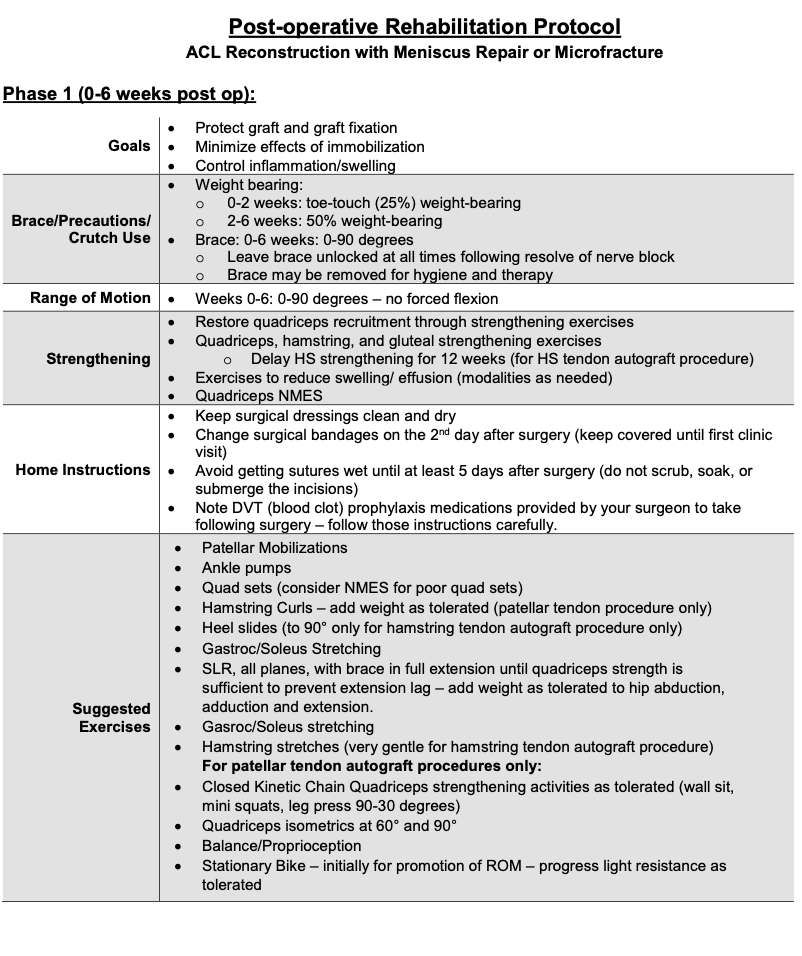 Post-operative Rehabilitation Protocol
ACL Reconstruction with Meniscus Repair or Microfracture
Phase 1 (0-6 weeks post op):
Goals
• Protect graft and graft fixation
• Minimize effects of immobilization
• Control inflammation/swelling
Brace/Precautions/
Crutch Use
• Weight bearing:
o 0-2 weeks: toe-touch (25%) weight-bearing
o 2-6 weeks: 50% weight-bearing
• Brace: 0-6 weeks: 0-90 degrees
o Leave brace unlocked at all times following resolve of nerve block
o Brace may be removed for hygiene and therapy
Range of Motion
• Weeks 0-6: 0-90 degrees – no forced flexion
Strengthening
• Restore quadriceps recruitment through strengthening exercises
• Quadriceps, hamstring, and gluteal strengthening exercises
o Delay HS strengthening for 12 weeks (for HS tendon autograft procedure)
• Exercises to reduce swelling/ effusion (modalities as needed)
• Quadriceps NMES
Home Instructions
• Keep surgical dressings clean and dry
• Change surgical bandages on the 2nd day after surgery (keep covered until first clinic
visit)
• Avoid getting sutures wet until at least 5 days after surgery (do not scrub, soak, or
submerge the incisions)
• Note DVT (blood clot) prophylaxis medications provided by your surgeon to take
following surgery – follow those instructions carefully.
Suggested
Exercises
• Patellar Mobilizations
• Ankle pumps
• Quad sets (consider NMES for poor quad sets)
• Hamstring Curls – add weight as tolerated (patellar tendon procedure only)
• Heel slides (to 90° only for hamstring tendon autograft procedure only)
• Gastroc/Soleus Stretching
• SLR, all planes, with brace in full extension until quadriceps strength is
sufficient to prevent extension lag – add weight as tolerated to hip abduction,
adduction and extension.
• Gasroc/Soleus stretching
• Hamstring stretches (very gentle for hamstring tendon autograft procedure)
For patellar tendon autograft procedures only:
• Closed Kinetic Chain Quadriceps strengthening activities as tolerated (wall sit,
mini squats, leg press 90-30 degrees)
• Quadriceps isometrics at 60° and 90°
• Balance/Proprioception
• Stationary Bike – initially for promotion of ROM – progress light resistance as
tolerated